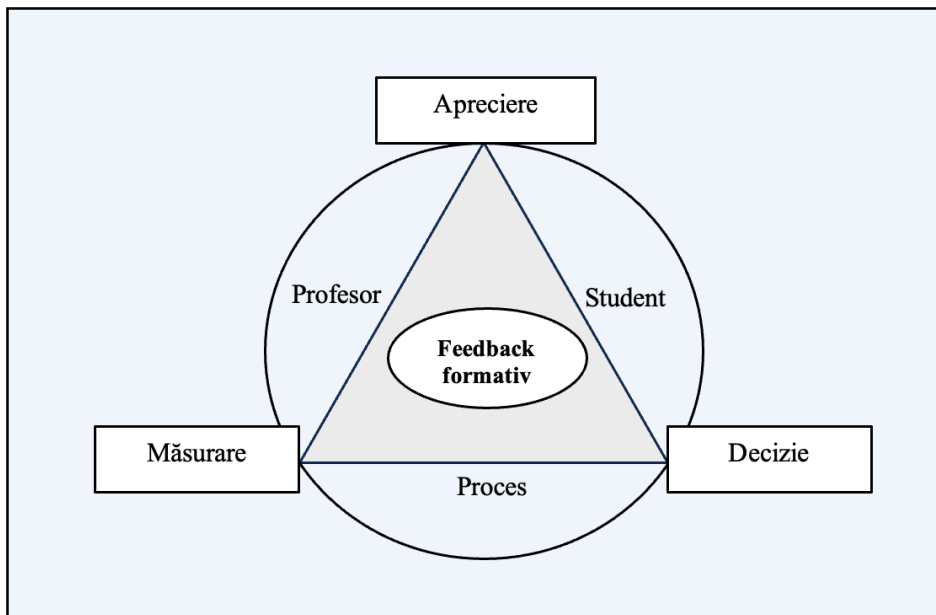 Apreciere
Profesor
Student
Feedback
formativ
Măsurare
Decizie
Proces